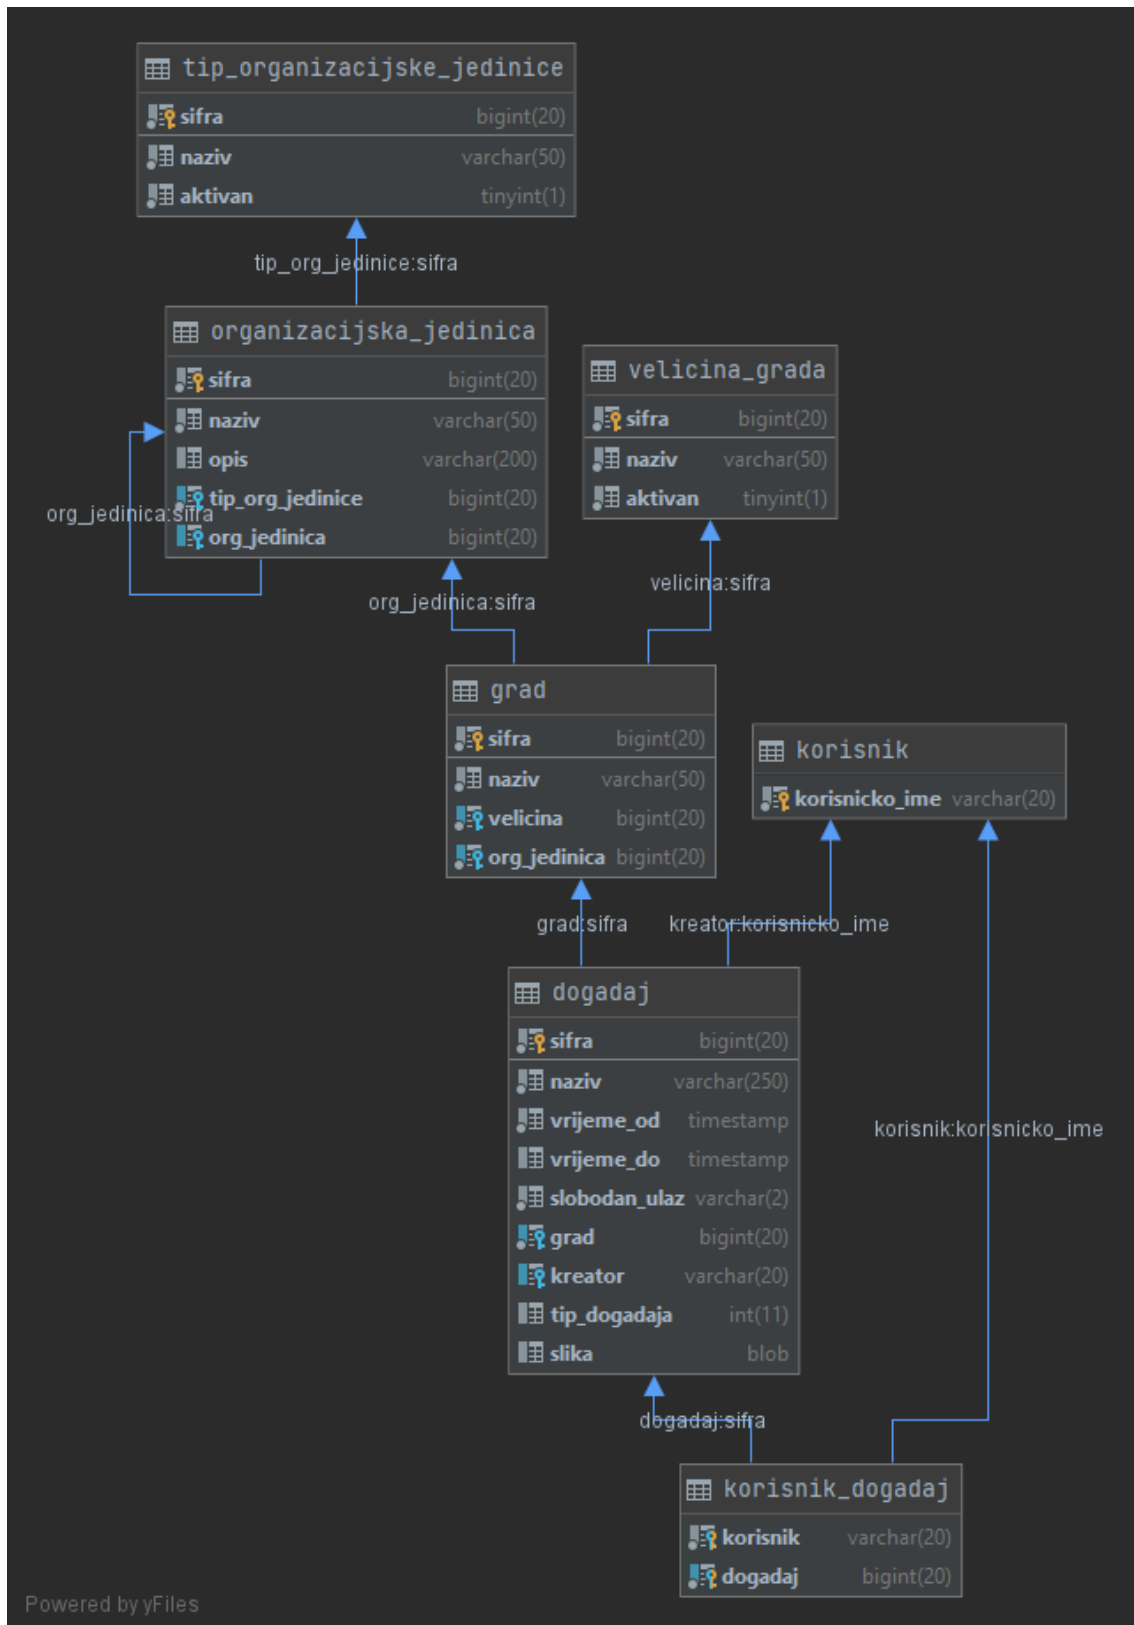 tip_organizacijske_jedinice
sifra bigint(20)
naziv varchar(50)
aktivan tinyint(1)
tip_org_jedinice:sifra
organizacijska_jedinica
sifra bigint(20)
naziv varchar(50)
opis varchar(200)
tip_org_jedinice bigint(20)
org_jedinica bigint(20)
org_jedinica:sifra
velicina_grada
sifra bigint(20)
naziv varchar(50)
aktivan tinyint(1)
org_jedinica:sifra
velicina:sifra
grad
sifra bigint(20)
naziv varchar(50)
velicina bigint(20)
org_jedinica bigint(20)
korisnik
korisnicko_ime varchar(20)
grad:sifra
kreator:korisnicko_ime
dogadaj
sifra bigint(20)
naziv varchar(250)
vrijeme_od timestamp
vrijeme_do timestamp
slobodan_ulaz varchar(2)
grad bigint(20)
kreator varchar(20)
tip_dogadaja int(11)
slika blob
korisnik:korisnicko_ime
dogadaj:sifra
korisnik_dogadaj
korisnik varchar(20)
dogadaj bigint(20)
Powered by yFiles